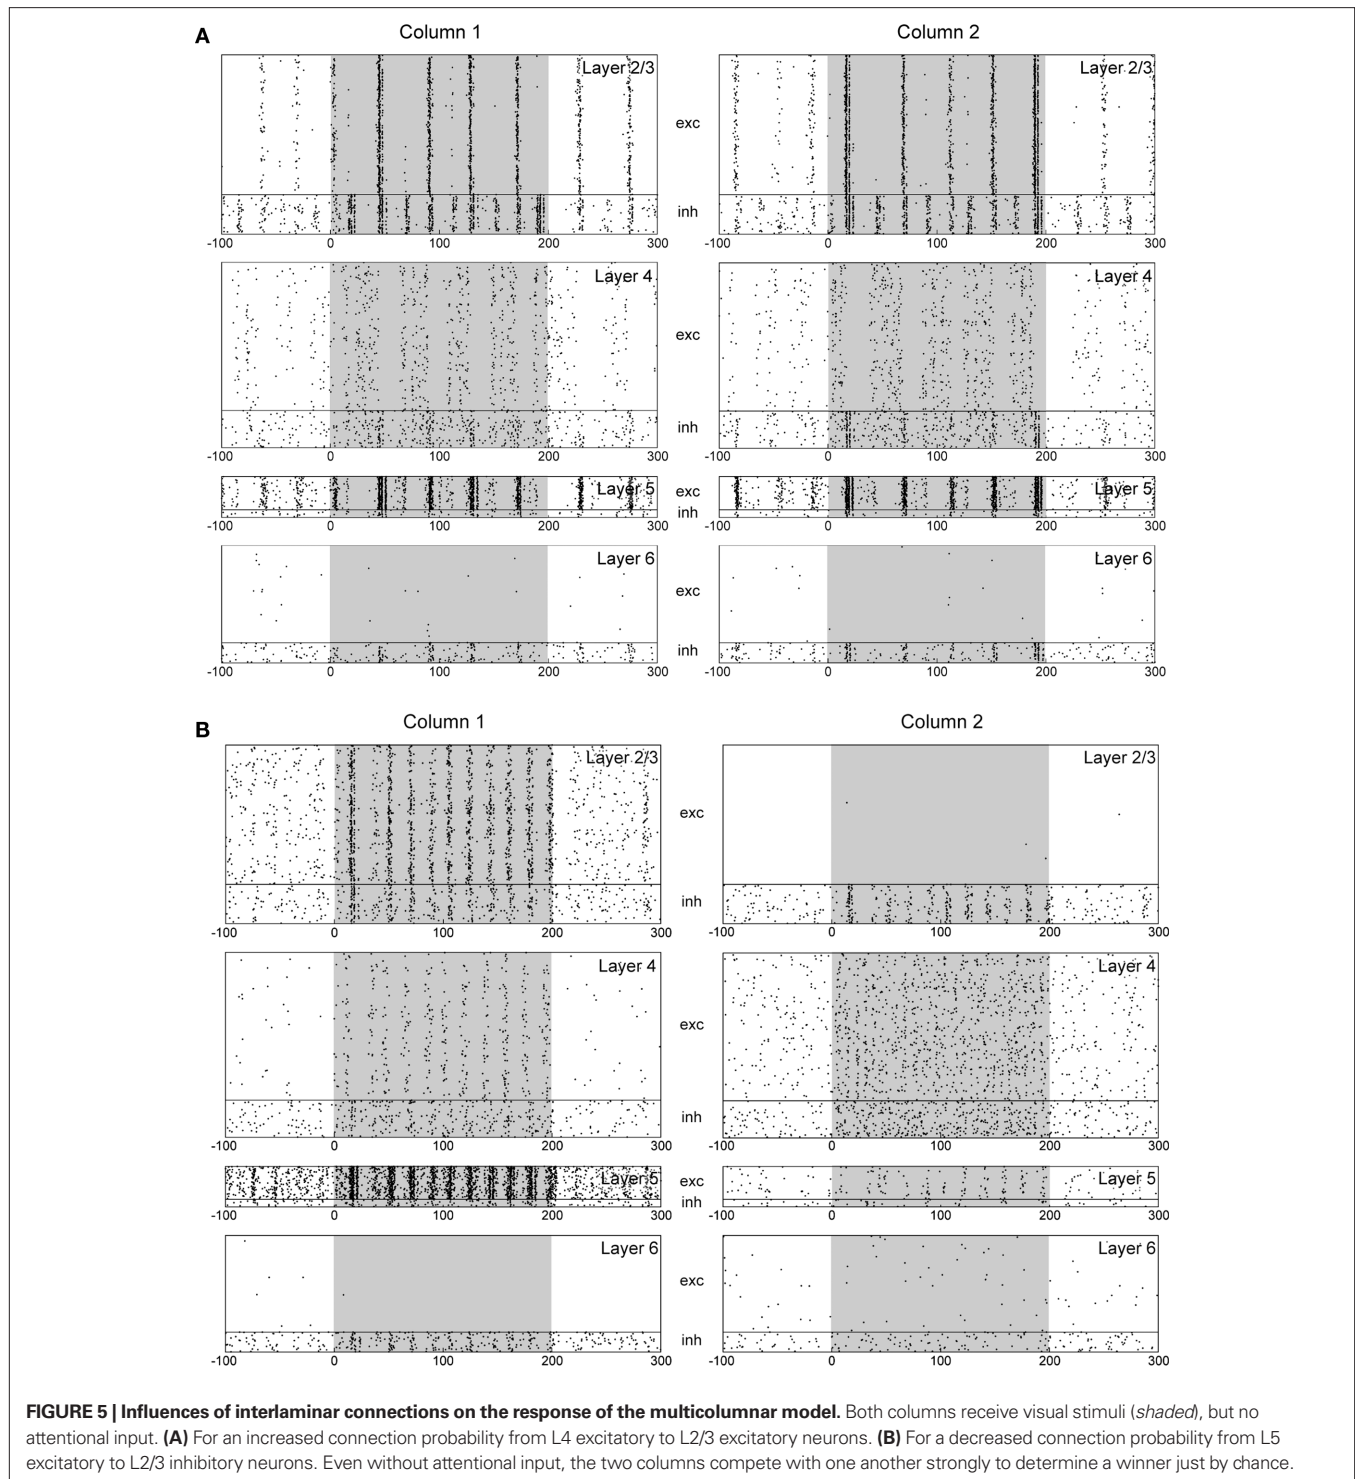 A
Column 1 Column 2
Layer 2/3 Layer 2/3
exc
inh
-100 0 100 200 300 -100 0 100 200 300
Layer 4 Layer 4
exc
inh
-100 0 100 200 300 -100 0 100 200 300
Layer 5 exc Layer 5
inh
-100 0 100 200 300 -100 0 100 200 300
Layer 6 Layer 6
exc
inh
-100 0 100 200 300 -100 0 100 200 300
B
Column 1 Column 2
Layer 2/3 Layer 2/3
exc
inh
-100 0 100 200 300 -100 0 100 200 300
Layer 4 Layer 4
exc
inh
-100 0 100 200 300 -100 0 100 200 300
Layer 5 exc Layer 5
inh
-100 0 100 200 300 -100 0 100 200 300
Layer 6 Layer 6
exc
inh
-100 0 100 200 300 -100 0 100 200 300
FIGURE 5 | Influences of interlaminar connections on the response of the multicolumnar model. Both columns receive visual stimuli (shaded), but no
attentional input. (A) For an increased connection probability from L4 excitatory to L2/3 excitatory neurons. (B) For a decreased connection probability from L5
excitatory to L2/3 inhibitory neurons. Even without attentional input, the two columns compete with one another strongly to determine a winner just by chance.